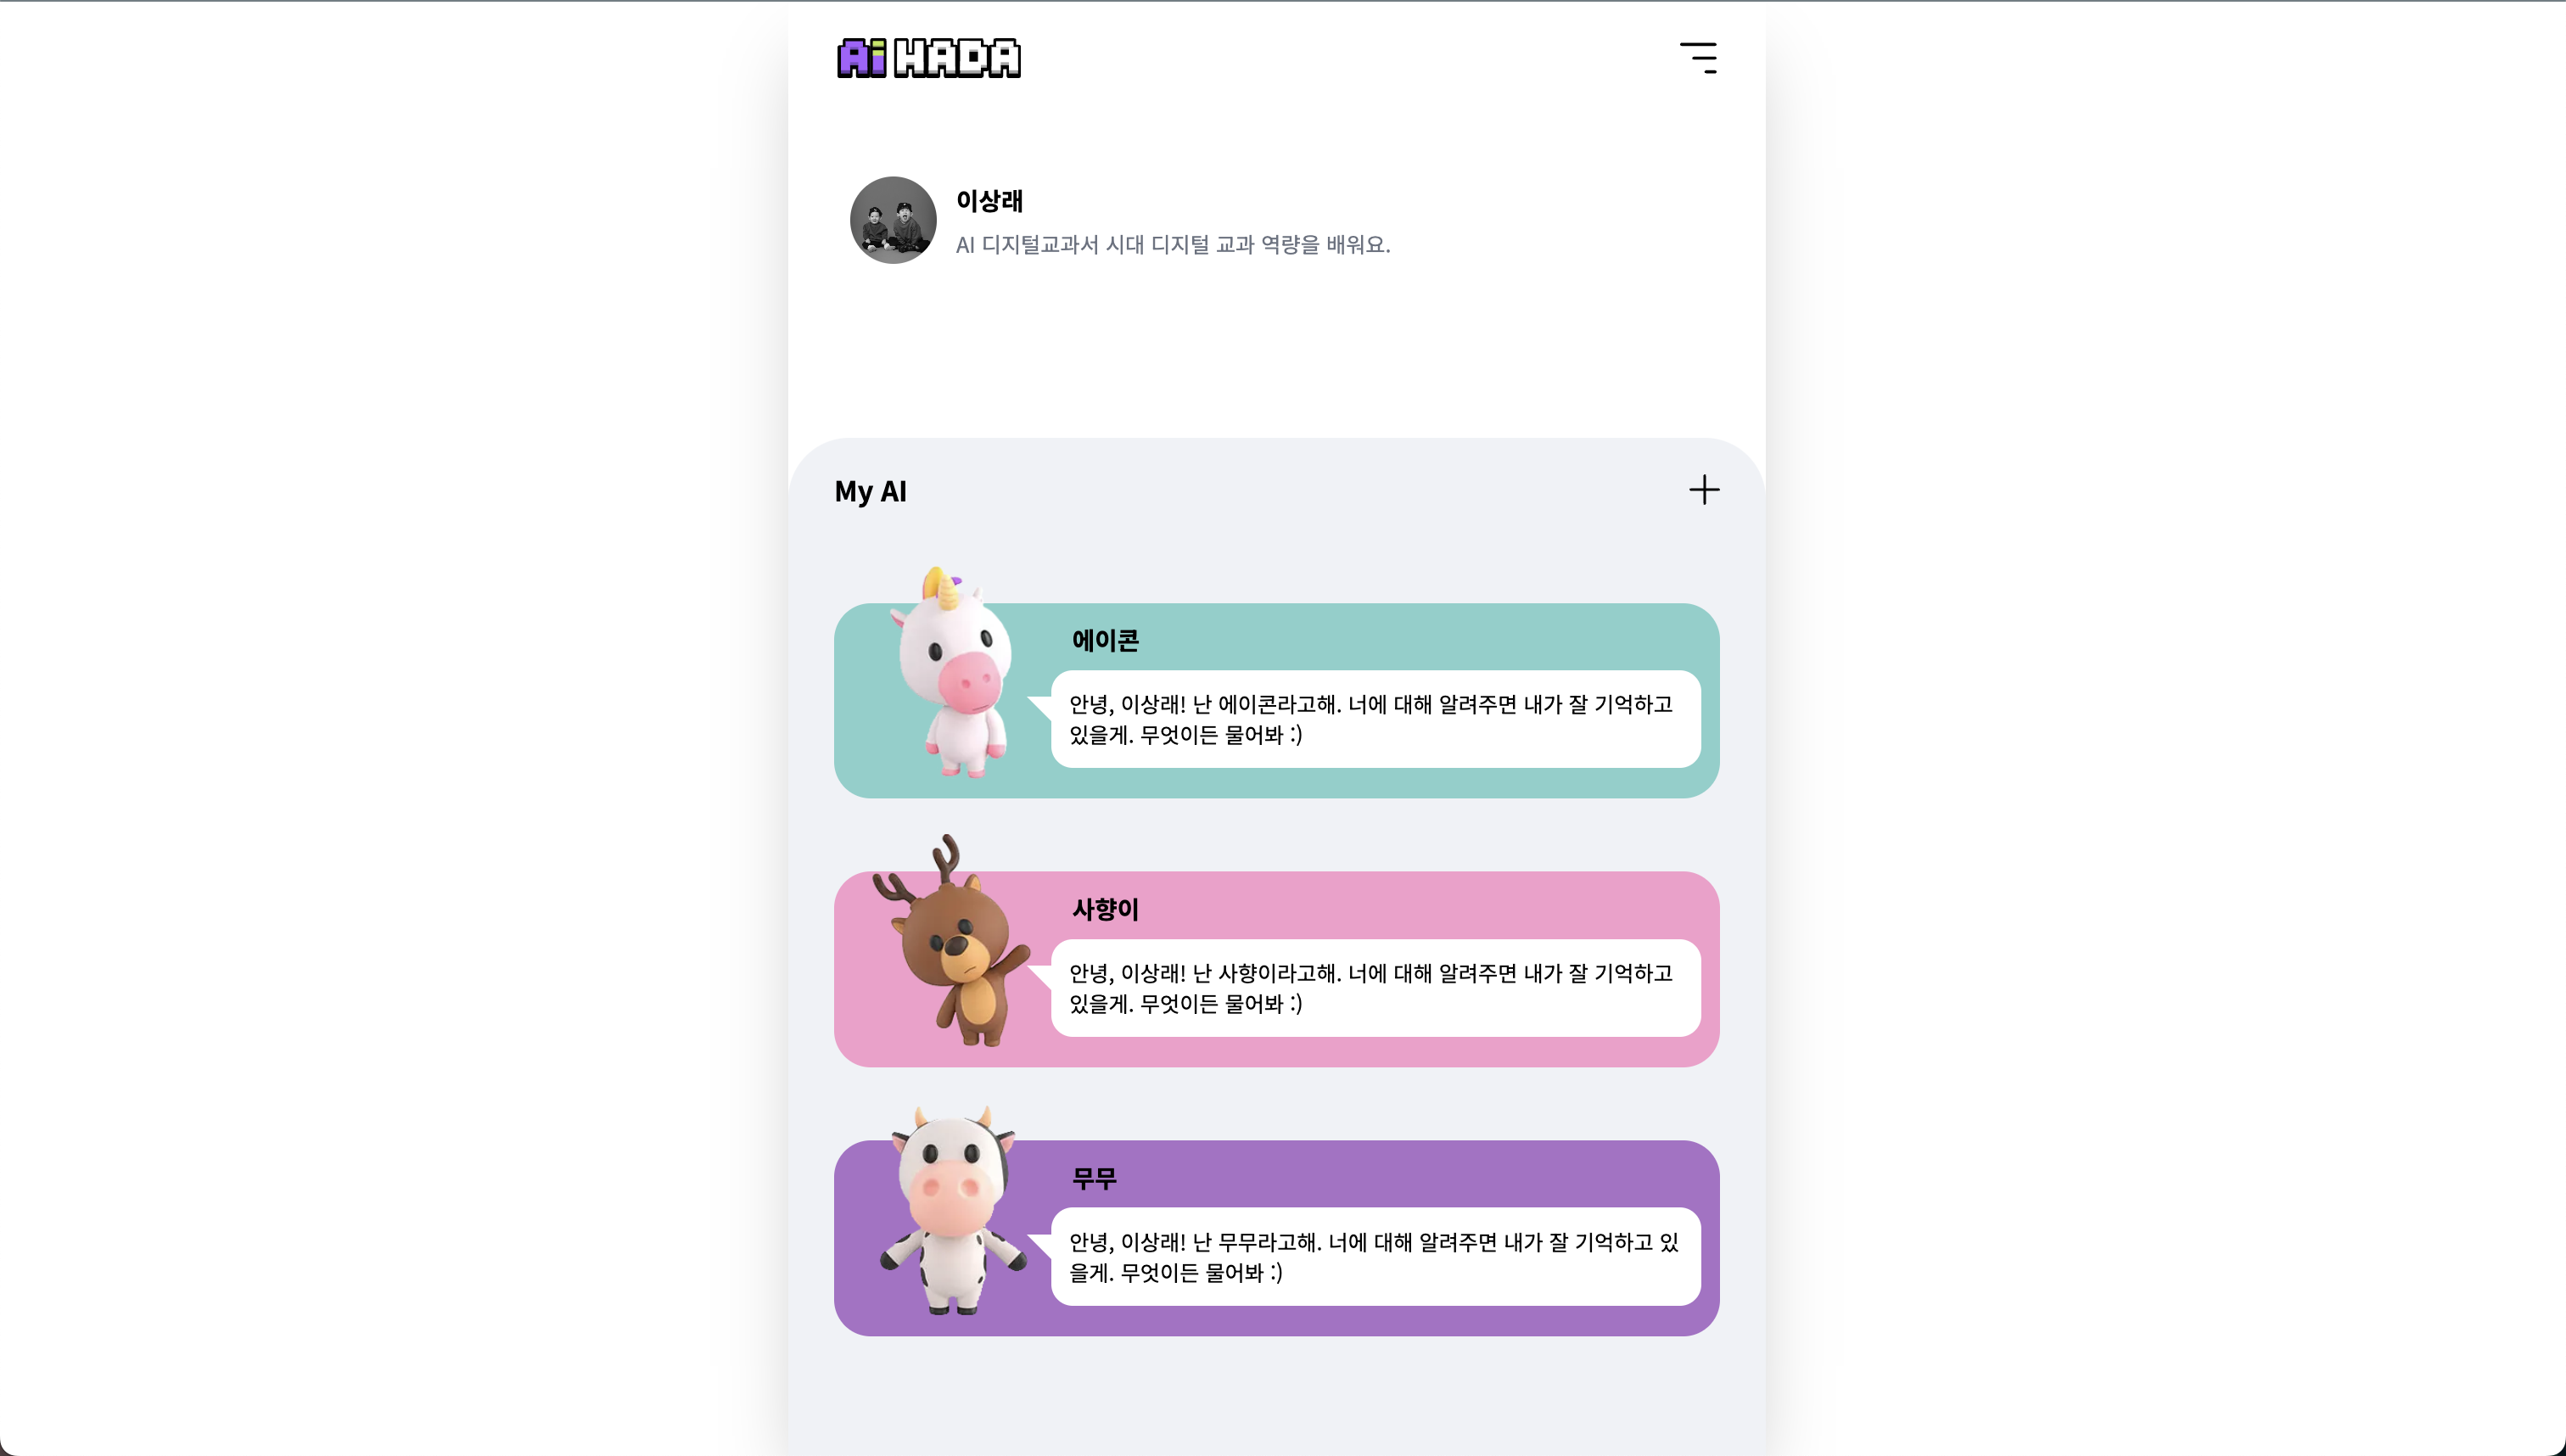 Ai HADA
이상래
AI 디지털교과서 시대 디지털 교과 역량을 배워요.
My AI
에이콘
안녕, 이상래! 난 에이콘라고해. 너에 대해 알려주면 내가 잘 기억하고
있을게. 무엇이든 물어봐 :)
사향이
안녕, 이상래! 난 사향이라고해. 너에 대해 알려주면 내가 잘 기억하고
있을게. 무엇이든 물어봐 :)
무무
안녕, 이상래! 난 무무라고해. 너에 대해 알려주면 내가 잘 기억하고 있
을게. 무엇이든 물어봐 :)